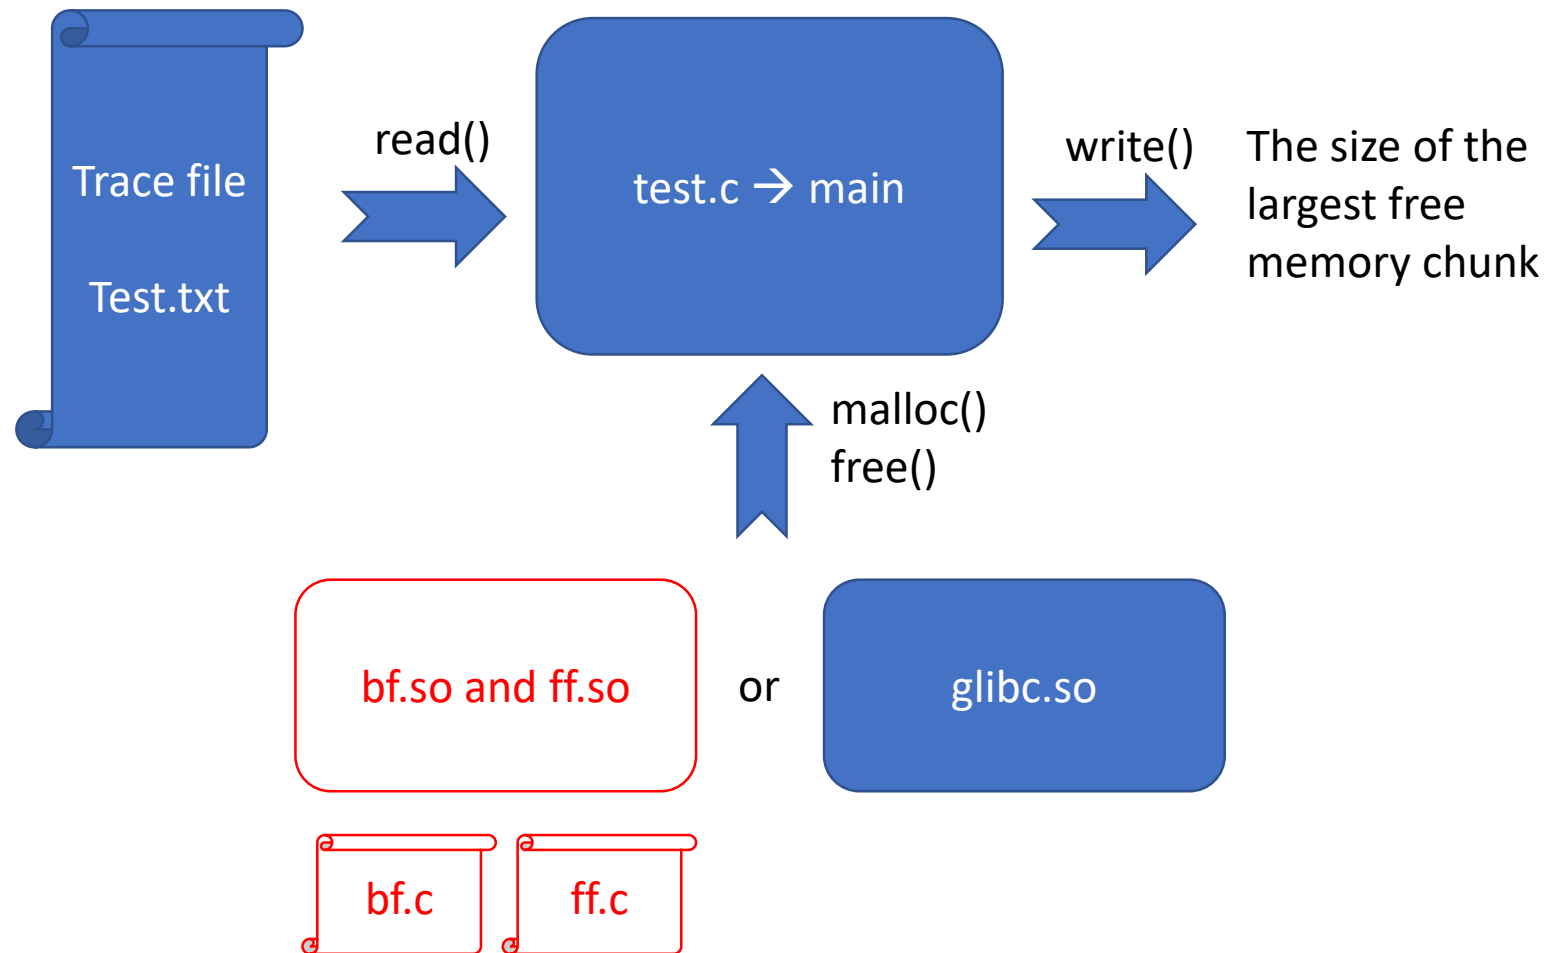 Trace file
Test.txt
read()
test.c → main
write()
The size of the
largest free
memory chunk
malloc()
free()
bf.so and ff.so
or
glibc.so
bf.c
ff.c